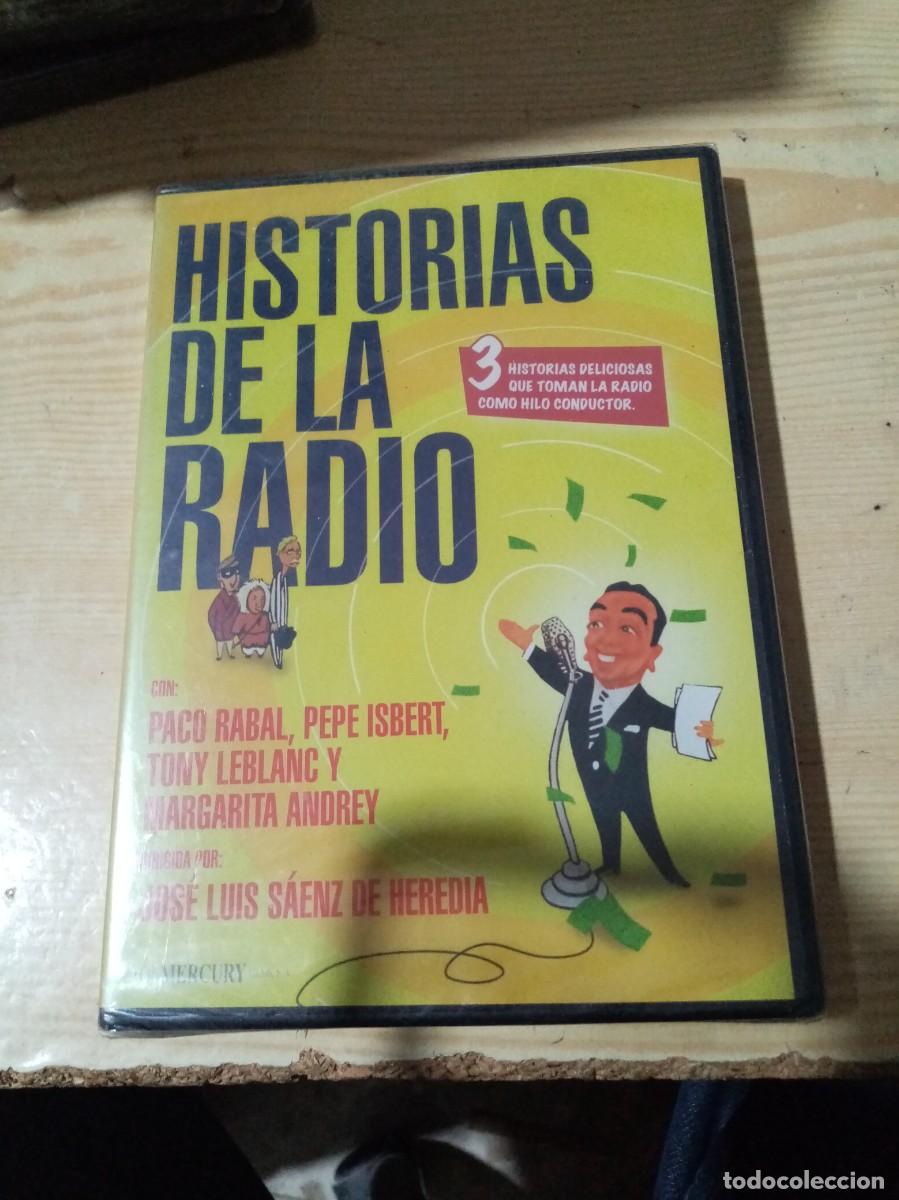 HISTORIAS
DE LA
RADIO
3 HISTORIAS DELICIOSAS
QUE TOMAN LA RADIO
COMO HILO CONDUCTOR.
CON:
PACO RABAL, PEPE ISBERT,
TONY LEBLANC Y
MARGARITA ANDREY
DIRIGIDA POR:
JOSE LUIS SÁENZ DE HEREDIA
MERCURY
todocoleccion